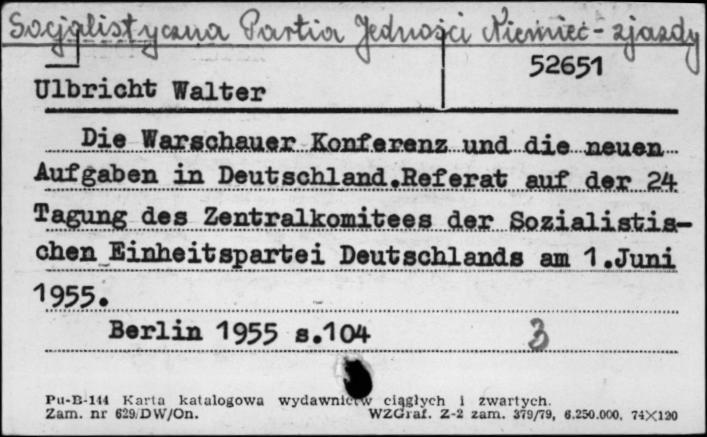 Socjalistyczna Partia Jedności Niemiec - zjazdy
52651
Ulbricht Walter
Die Warschauer Konferenz und die neuen
Aufgaben in Deutschland.Referat auf der 24
Tagung des Zentralkomitees der Sozialistis-
chen Einheitspartei Deutschlands am 1.Juni
1955.
Berlin 1955 s.104 3
Pu-B-144 Karta katalogowa wydawnictw ciągłych i zwartych.
Zam. nr 629/DW/On. WZGraf. Z-2 zam. 379/79, 6.250.000, 74×120